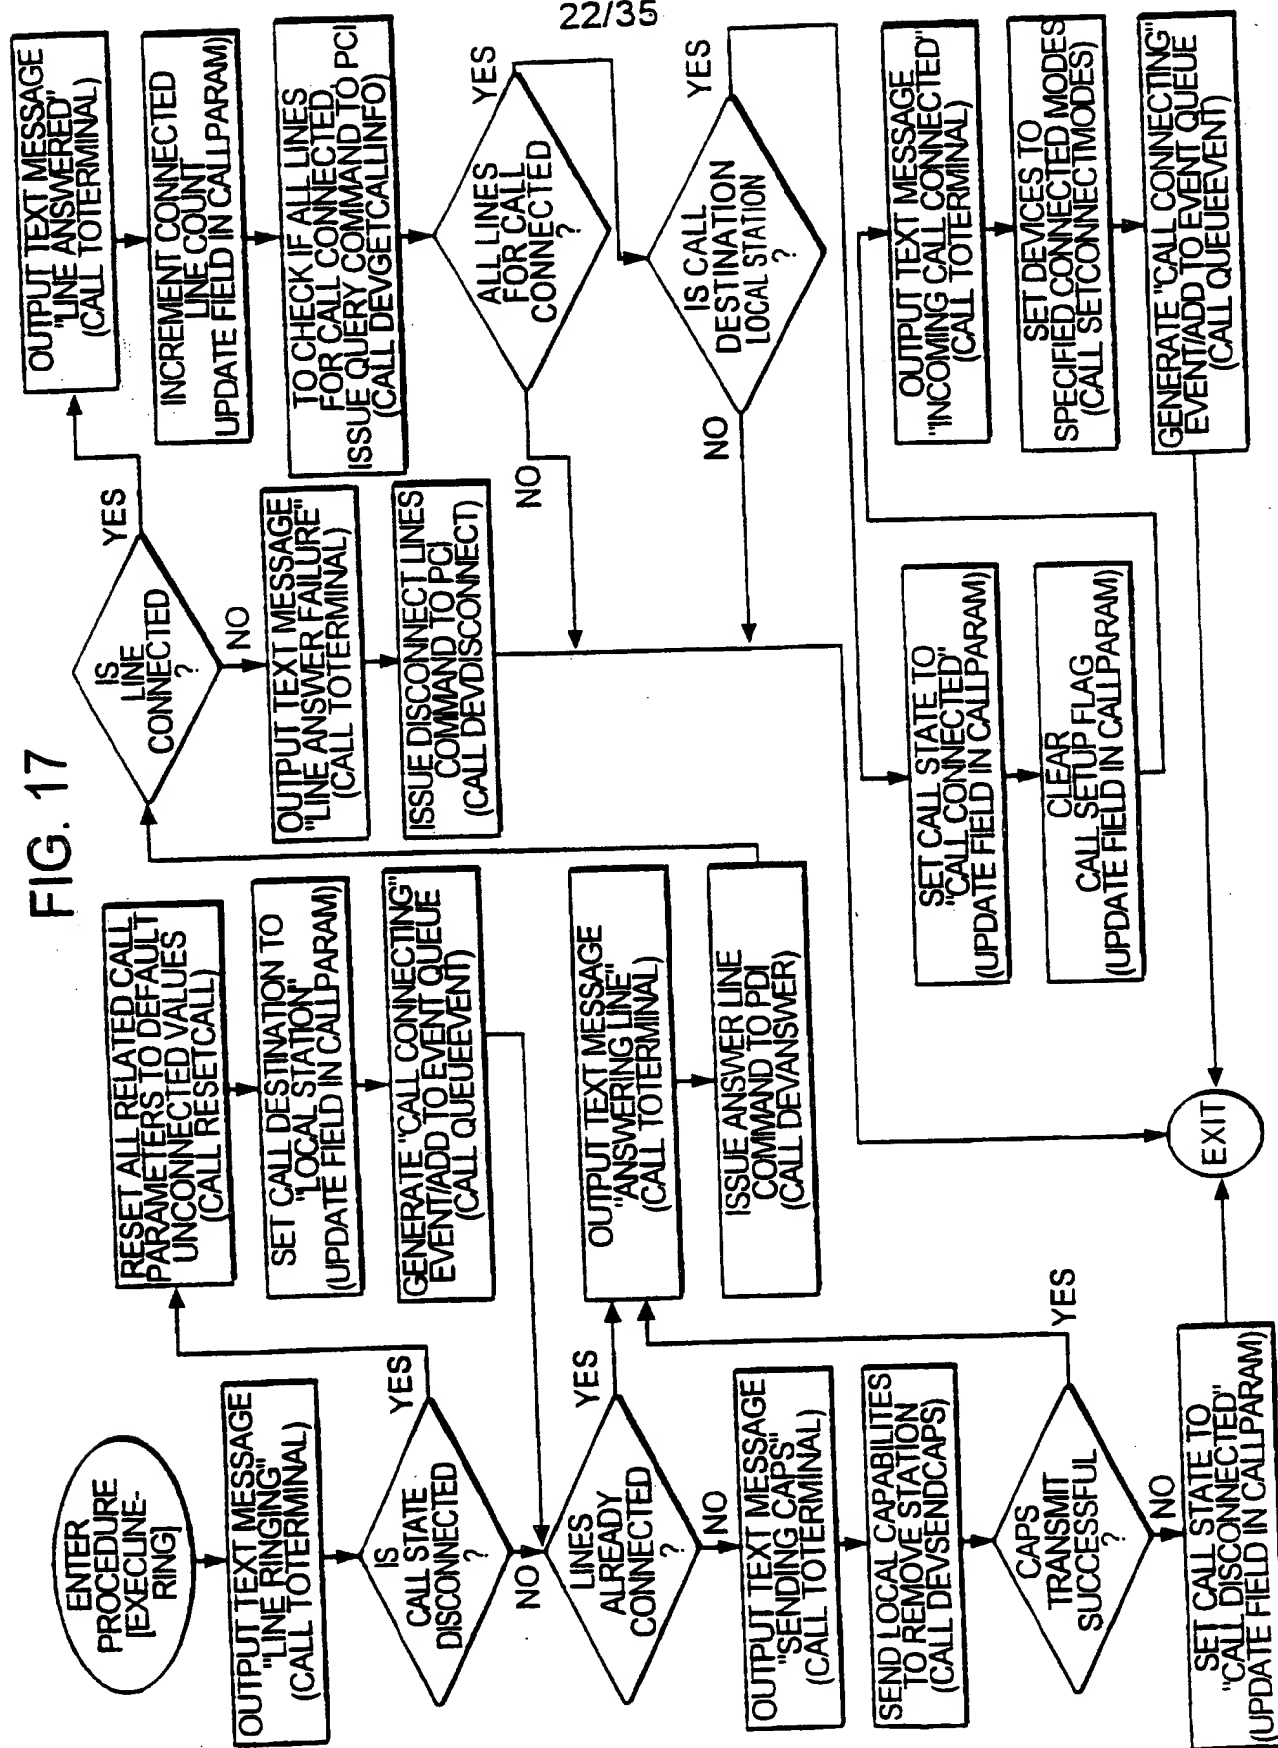 22/35
FIG. 17
ENTER
PROCEDURE
[EXECLINE-
RING]
OUTPUT TEXT MESSAGE
"LINE RINGING"
(CALL TOTERMINAL)
IS
CALL STATE
DISCONNECTED
?
YES
NO
RESET ALL RELATED CALL
PARAMETERS TO DEFAULT
UNCONNECTED VALUES
(CALL RESETCALL)
SET CALL DESTINATION TO
"LOCAL STATION"
(UPDATE FIELD IN CALLPARAM)
GENERATE "CALL CONNECTING"
EVENT/ADD TO EVENT QUEUE
(CALL QUEUEEVENT)
LINES
ALREADY
CONNECTED
?
YES
NO
OUTPUT TEXT MESSAGE
"SENDING CAPS"
(CALL TOTERMINAL)
SEND LOCAL CAPABILITES
TO REMOVE STATION
(CALL DEVSENDCAPS)
CAPS
TRANSMIT
SUCCESSFUL
?
YES
NO
SET CALL STATE TO
"CALL DISCONNECTED"
(UPDATE FIELD IN CALLPARAM)
OUTPUT TEXT MESSAGE
"ANSWERING LINE"
(CALL TOTERMINAL)
ISSUE ANSWER LINE
COMMAND TO PDI
(CALL DEVANSWER)
IS
LINE
CONNECTED
?
YES
NO
OUTPUT TEXT MESSAGE
"LINE ANSWER FAILURE"
(CALL TOTERMINAL)
ISSUE DISCONNECT LINES
COMMAND TO PCI
(CALL DEVDISCONNECT)
OUTPUT TEXT MESSAGE
"LINE ANSWERED"
(CALL TOTERMINAL)
INCREMENT CONNECTED
LINE COUNT
UPDATE FIELD IN CALLPARAM)
TO CHECK IF ALL LINES
FOR CALL CONNECTED,
ISSUE QUERY COMMAND TO PCI
(CALL DEVGETCALLINFO)
ALL LINES
FOR CALL
CONNECTED
?
YES
NO
IS CALL
DESTINATION
LOCAL STATION
?
YES
NO
SET CALL STATE TO
"CALL CONNECTED"
(UPDATE FIELD IN CALLPARAM)
CLEAR
CALL SETUP FLAG
(UPDATE FIELD IN CALLPARAM)
OUTPUT TEXT MESSAGE
"INCOMING CALL CONNECTED"
(CALL TOTERMINAL)
SET DEVICES TO
SPECIFIED CONNECTED MODES
(CALL SETCONNECTMODES)
GENERATE "CALL CONNECTING"
EVENT/ADD TO EVENT QUEUE
(CALL QUEUEEVENT)
EXIT